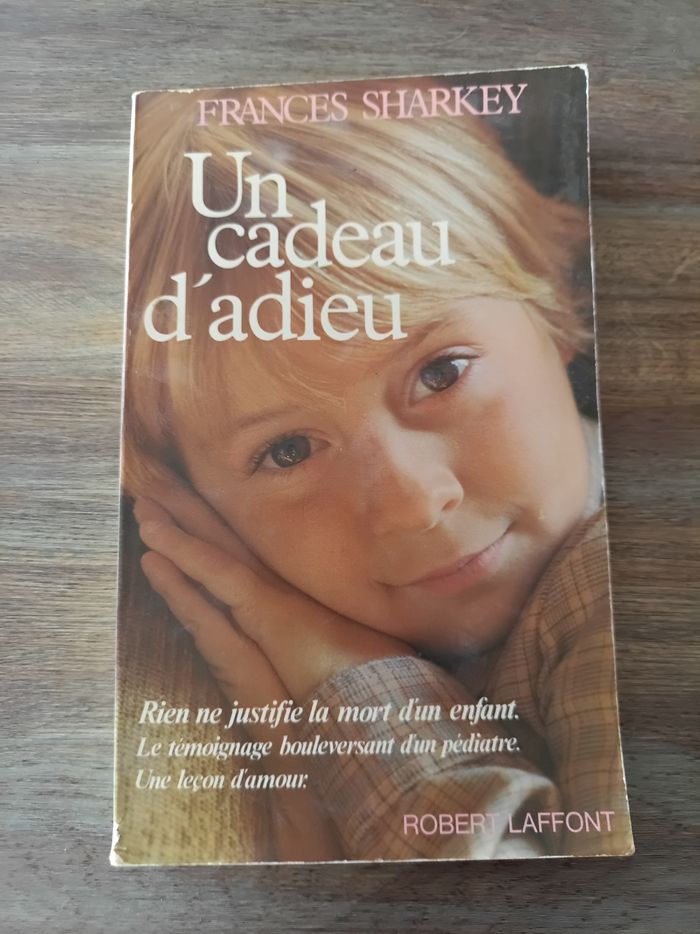 FRANCES SHARKEY
Un
cadeau
d'adieu
Rien ne justifie la mort d'un enfant.
Le témoignage bouleversant d'un pédiatre.
Une leçon d'amour.
ROBERT LAFFONT